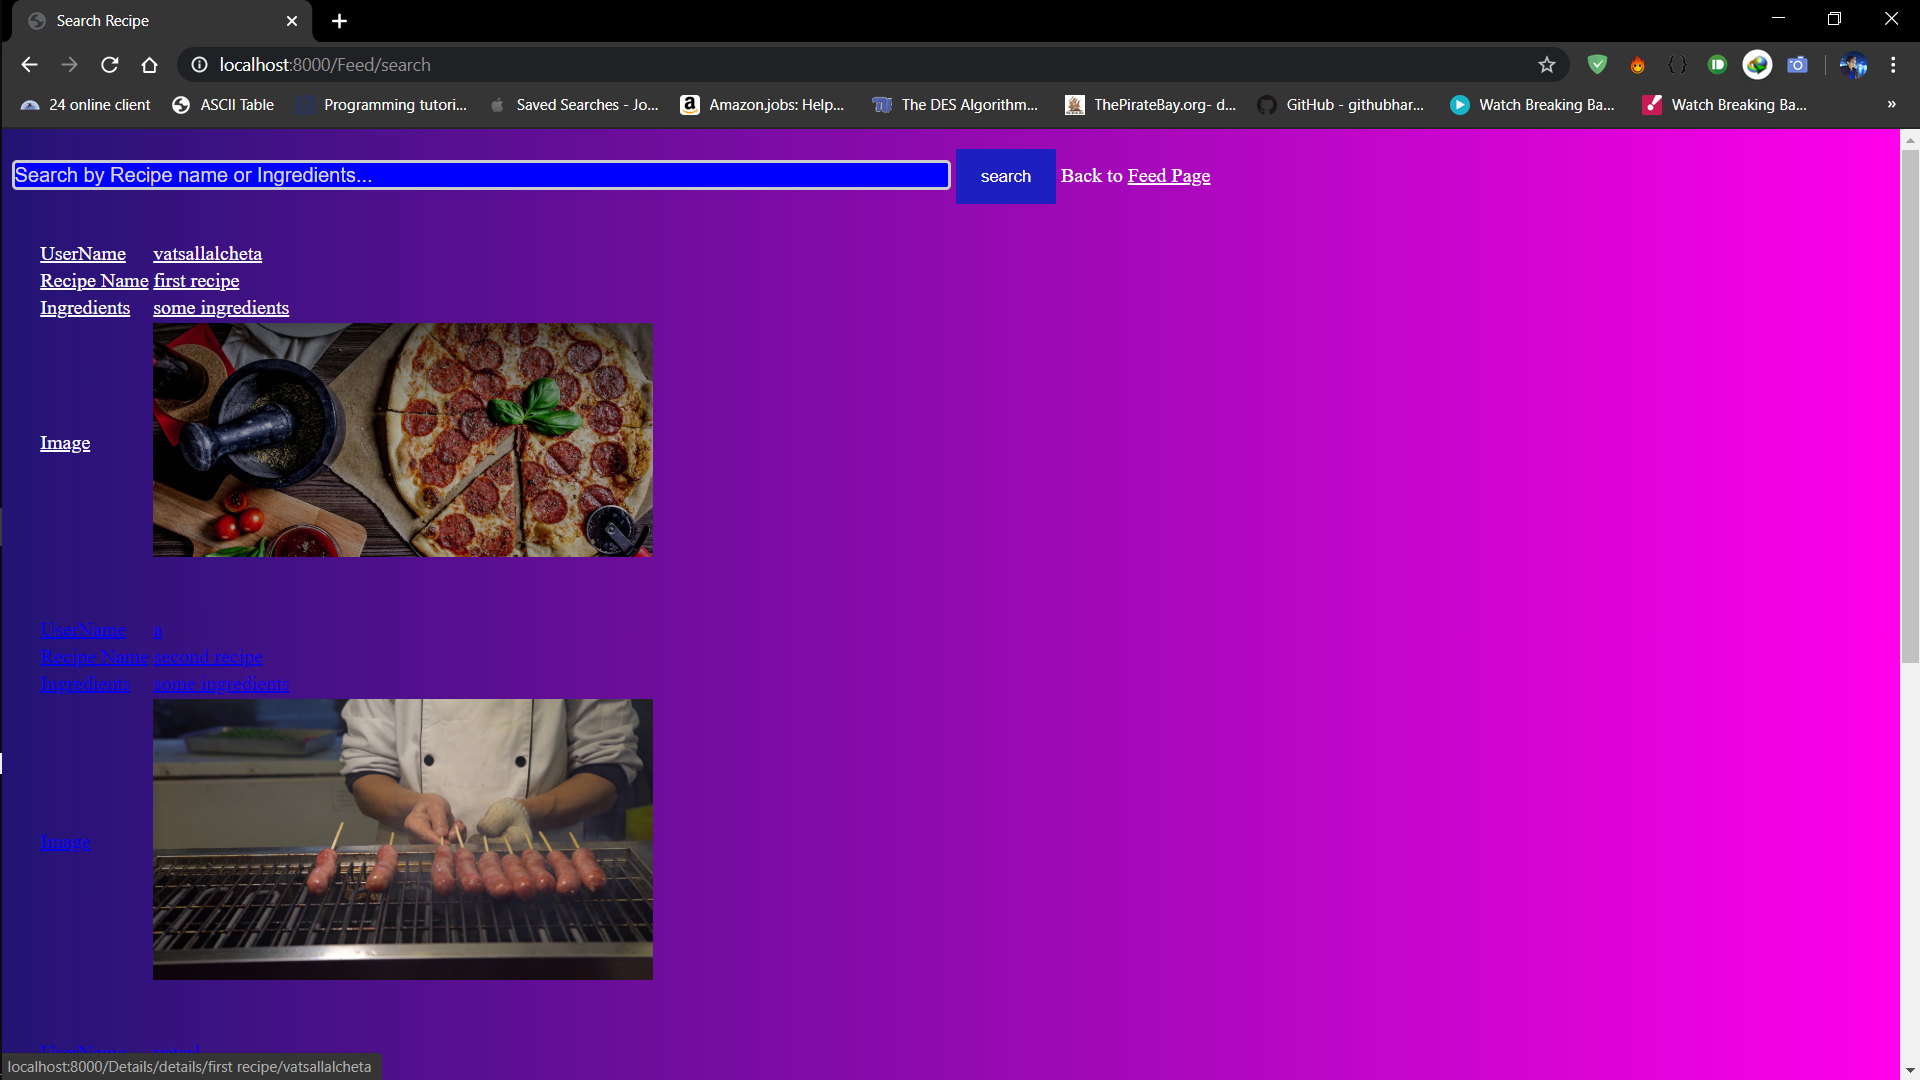 Search Recipe
localhost:8000/Feed/search
24 online client ASCII Table Programming tutori... Saved Searches - Jo... Amazon.jobs: Help... The DES Algorithm... ThePirateBay.org- d... GitHub - githubhar... Watch Breaking Ba... Watch Breaking Ba... »
Search by Recipe name or Ingredients... search Back to Feed Page
UserName vatsallalcheta
Recipe Name first recipe
Ingredients some ingredients
Image
UserName a
Recipe Name second recipe
Ingredients some ingredients
Image
UserName vatsal
localhost:8000/Details/details/first recipe/vatsallalcheta